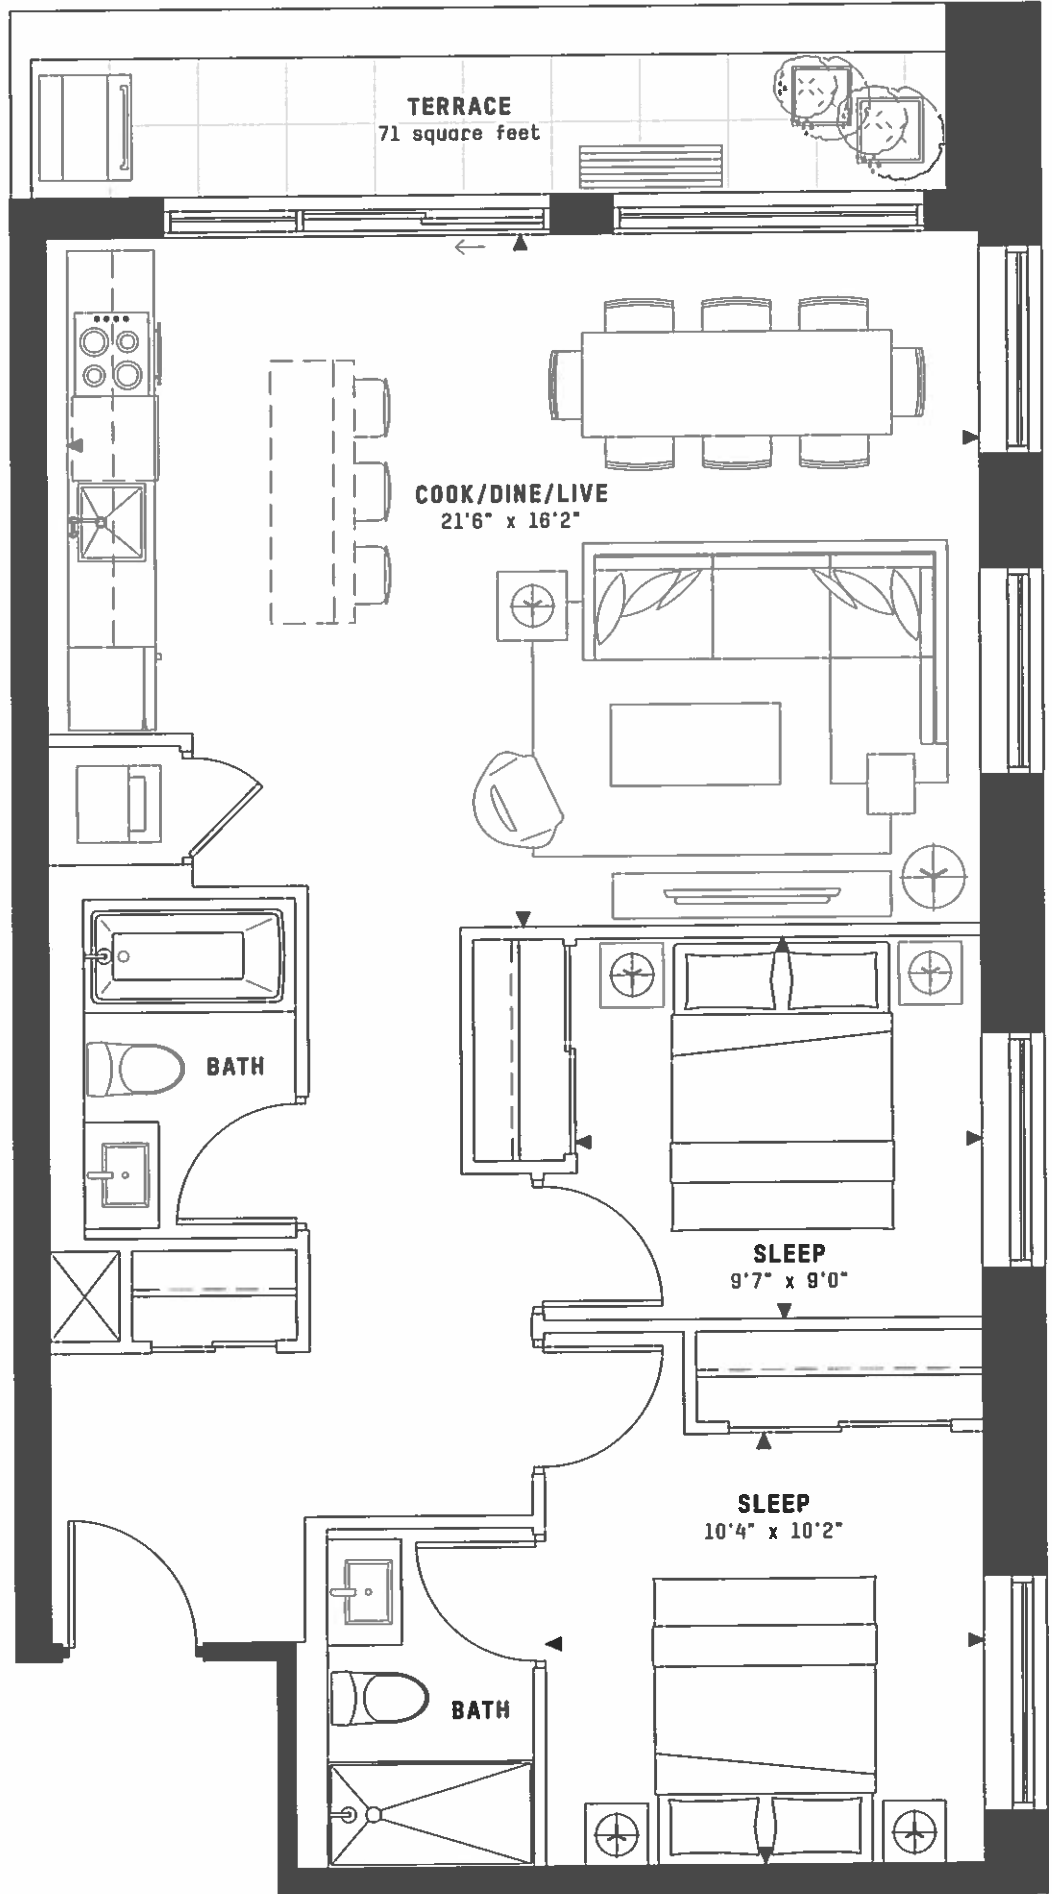 TERRACE
71 square feet
COOK/DINE/LIVE
21'6" x 16'2"
BATH
SLEEP
9'7" x 9'0"
SLEEP
10'4" x 10'2"
BATH